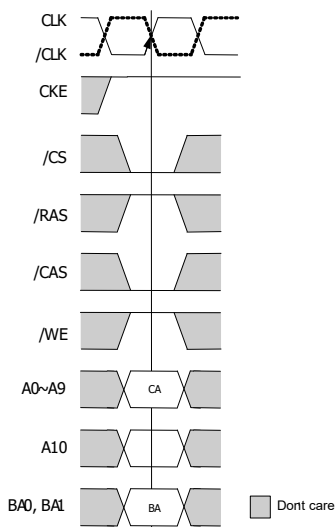 CLK
/CLK
CKE
/CS
/RAS
/CAS
/WE
A0~A9 CA
A10
BA0, BA1 BA Dont care